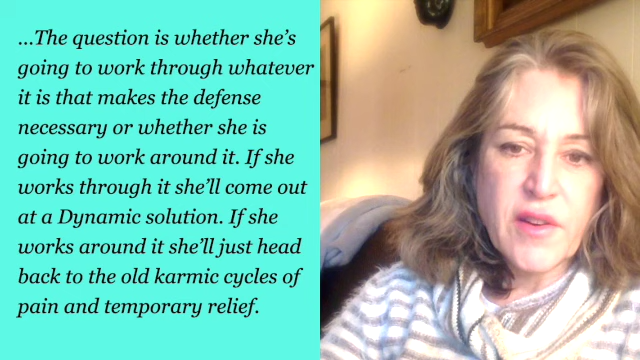 ...The question is whether she's
going to work through whatever
it is that makes the defense
necessary or whether she is
going to work around it. If she
works through it she'll come out
at a Dynamic solution. If she
works around it she'll just head
back to the old karmic cycles of
pain and temporary relief.